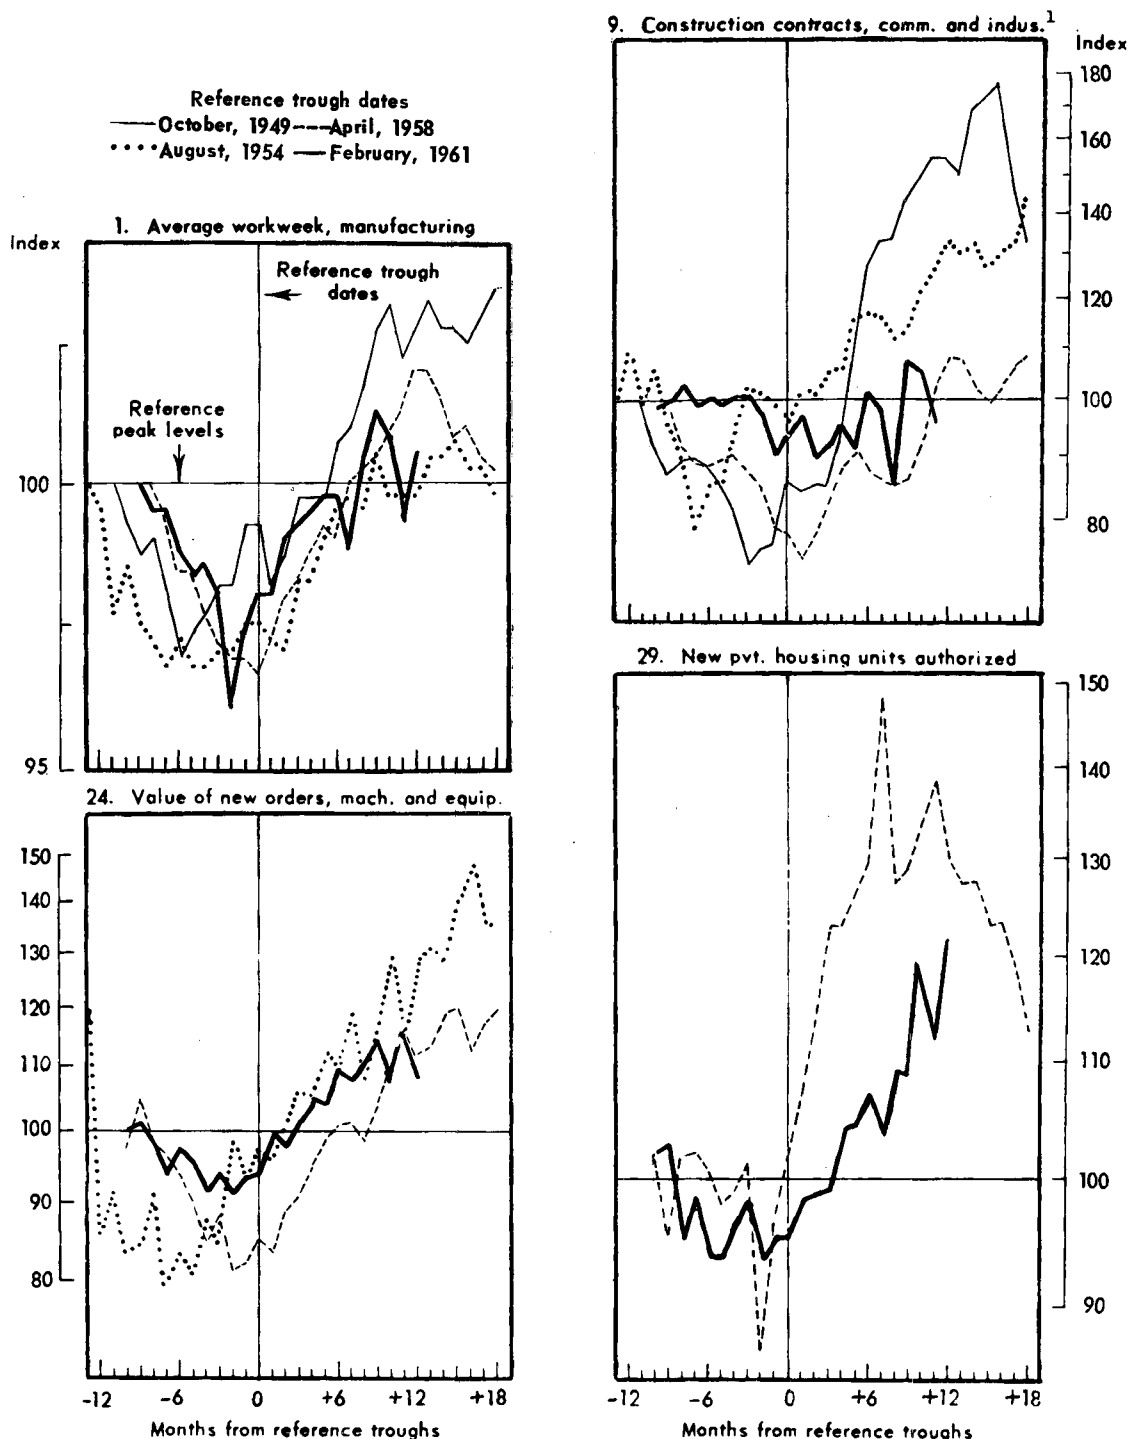 Reference trough dates
October, 1949 April, 1958
August, 1954 February, 1961
1. Average workweek, manufacturing
Index
Reference trough
dates
Reference
peak levels
100
95
24. Value of new orders, mach. and equip.
150
140
130
120
110
100
90
80
-12 -6 0 +6 +12 +18
Months from reference troughs
9. Construction contracts, comm. and indus.1
Index
180
160
140
120
100
80
29. New pvt. housing units authorized
150
140
130
120
110
100
90
-12 -6 0 +6 +12 +18
Months from reference troughs